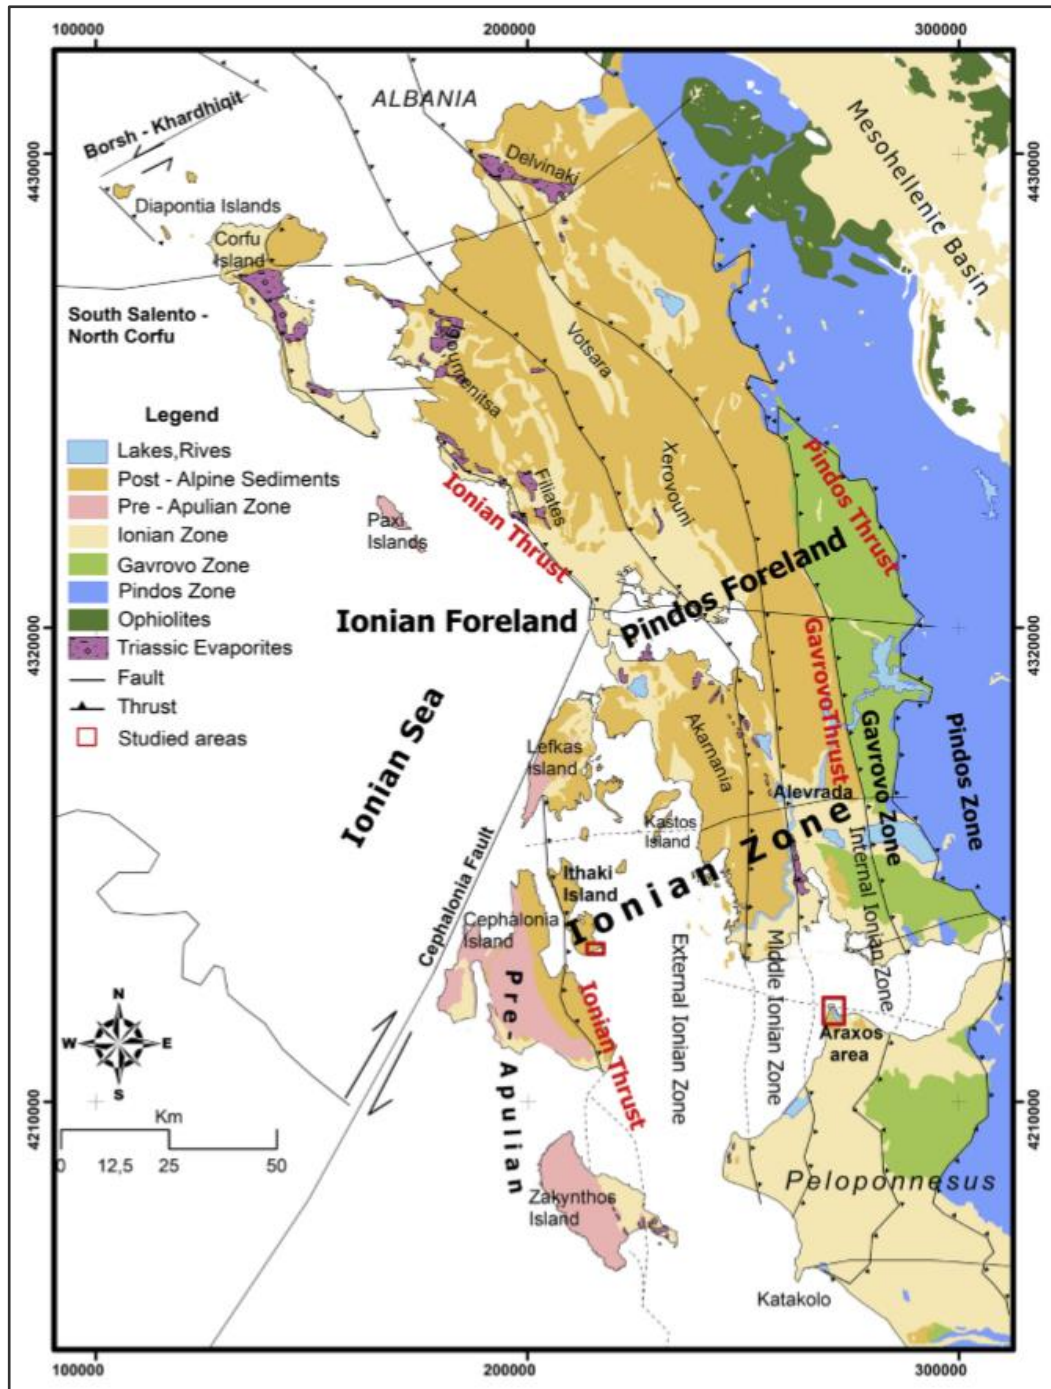 100000
200000
300000
4430000
4430000
ALBANIA
Borsh - Khardhiqit
Delvinaki
Mesohellenic Basin
Diapontia Islands
Corfu
Island
South Salento -
North Corfu
Votsara
Igoumenitsa
Legend
Lakes,Rives
Post - Alpine Sediments
Pre - Apulian Zone
Ionian Zone
Gavrovo Zone
Pindos Zone
Ophiolites
Triassic Evaporites
Fault
Thrust
Studied areas
Paxi
Islands
Ionian Thrust
Filiates
Xerovouni
Pindos Thrust
Ionian Foreland
Pindos Foreland
4320000
4320000
GavrovoThrust
Gavrovo Zone
Pindos Zone
Ionian Sea
Lefkas
Island
Akarnania
Alevrada
Kastos
Island
Ionian Zone
Internal Ionian Zone
Ithaki
Island
Cephalonia Fault
Cephalonia
Island
Pre- Apulian
Ionian Thrust
External Ionian Zone
Middle Ionian Zone
Araxos
area
N
W
E
S
Km
0
12,5
25
50
4210000
4210000
Peloponnesus
Zakynthos
Island
Katakolo
100000
200000
300000